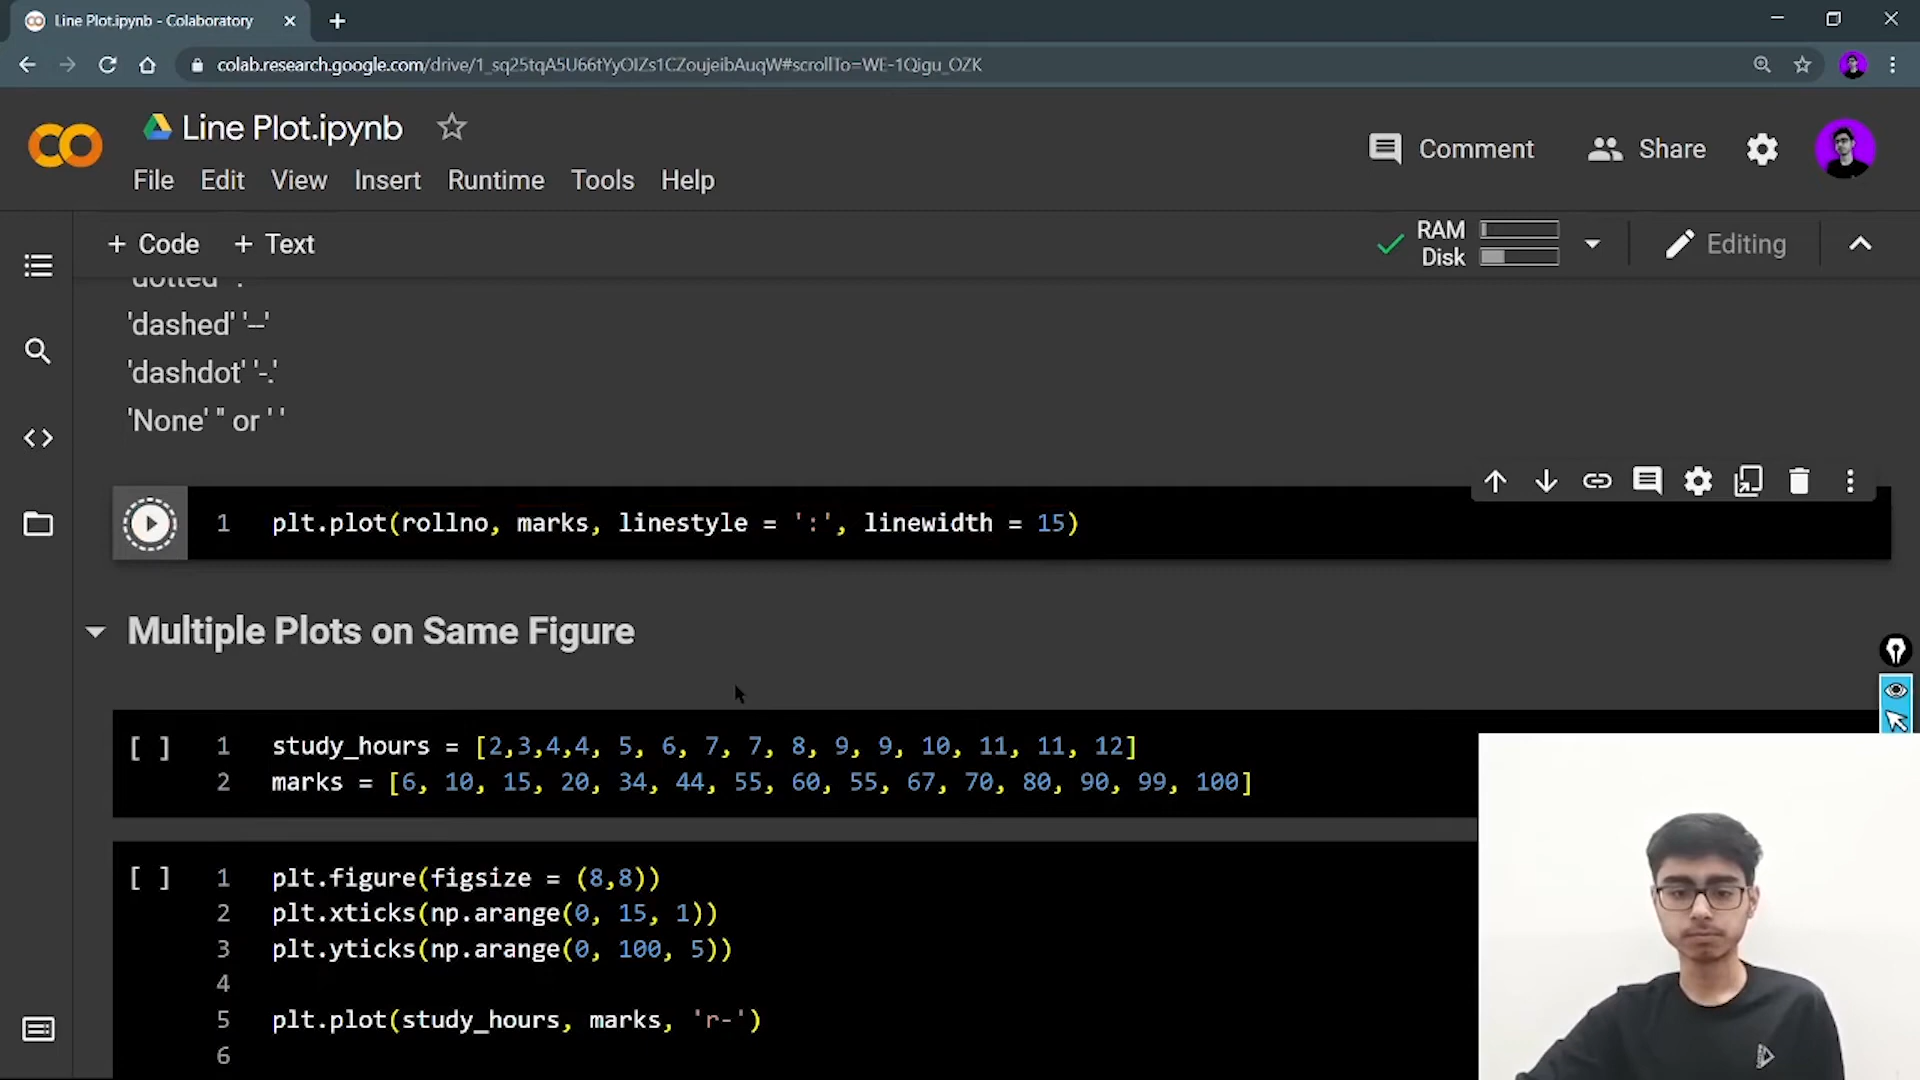 Line Plot.ipynb - Colaboratory
colab.research.google.com/drive/1_sq25tqA5U66tYyOIZs1CZoujeibAuqW#scrollTo=WE-1Qigu_OZK
Line Plot.ipynb
Comment
Share
File Edit View Insert Runtime Tools Help
+ Code + Text
RAM
Disk
Editing
'dotted' ':'
'dashed' '--'
'dashdot' '-.'
'None' '' or ' '
1 plt.plot(rollno, marks, linestyle = ':', linewidth = 15)
Multiple Plots on Same Figure
[ ] 1 study_hours = [2,3,4,4, 5, 6, 7, 7, 8, 9, 9, 10, 11, 11, 12]
2 marks = [6, 10, 15, 20, 34, 44, 55, 60, 55, 67, 70, 80, 90, 99, 100]
[ ] 1 plt.figure(figsize = (8,8))
2 plt.xticks(np.arange(0, 15, 1))
3 plt.yticks(np.arange(0, 100, 5))
4
5 plt.plot(study_hours, marks, 'r-')
6